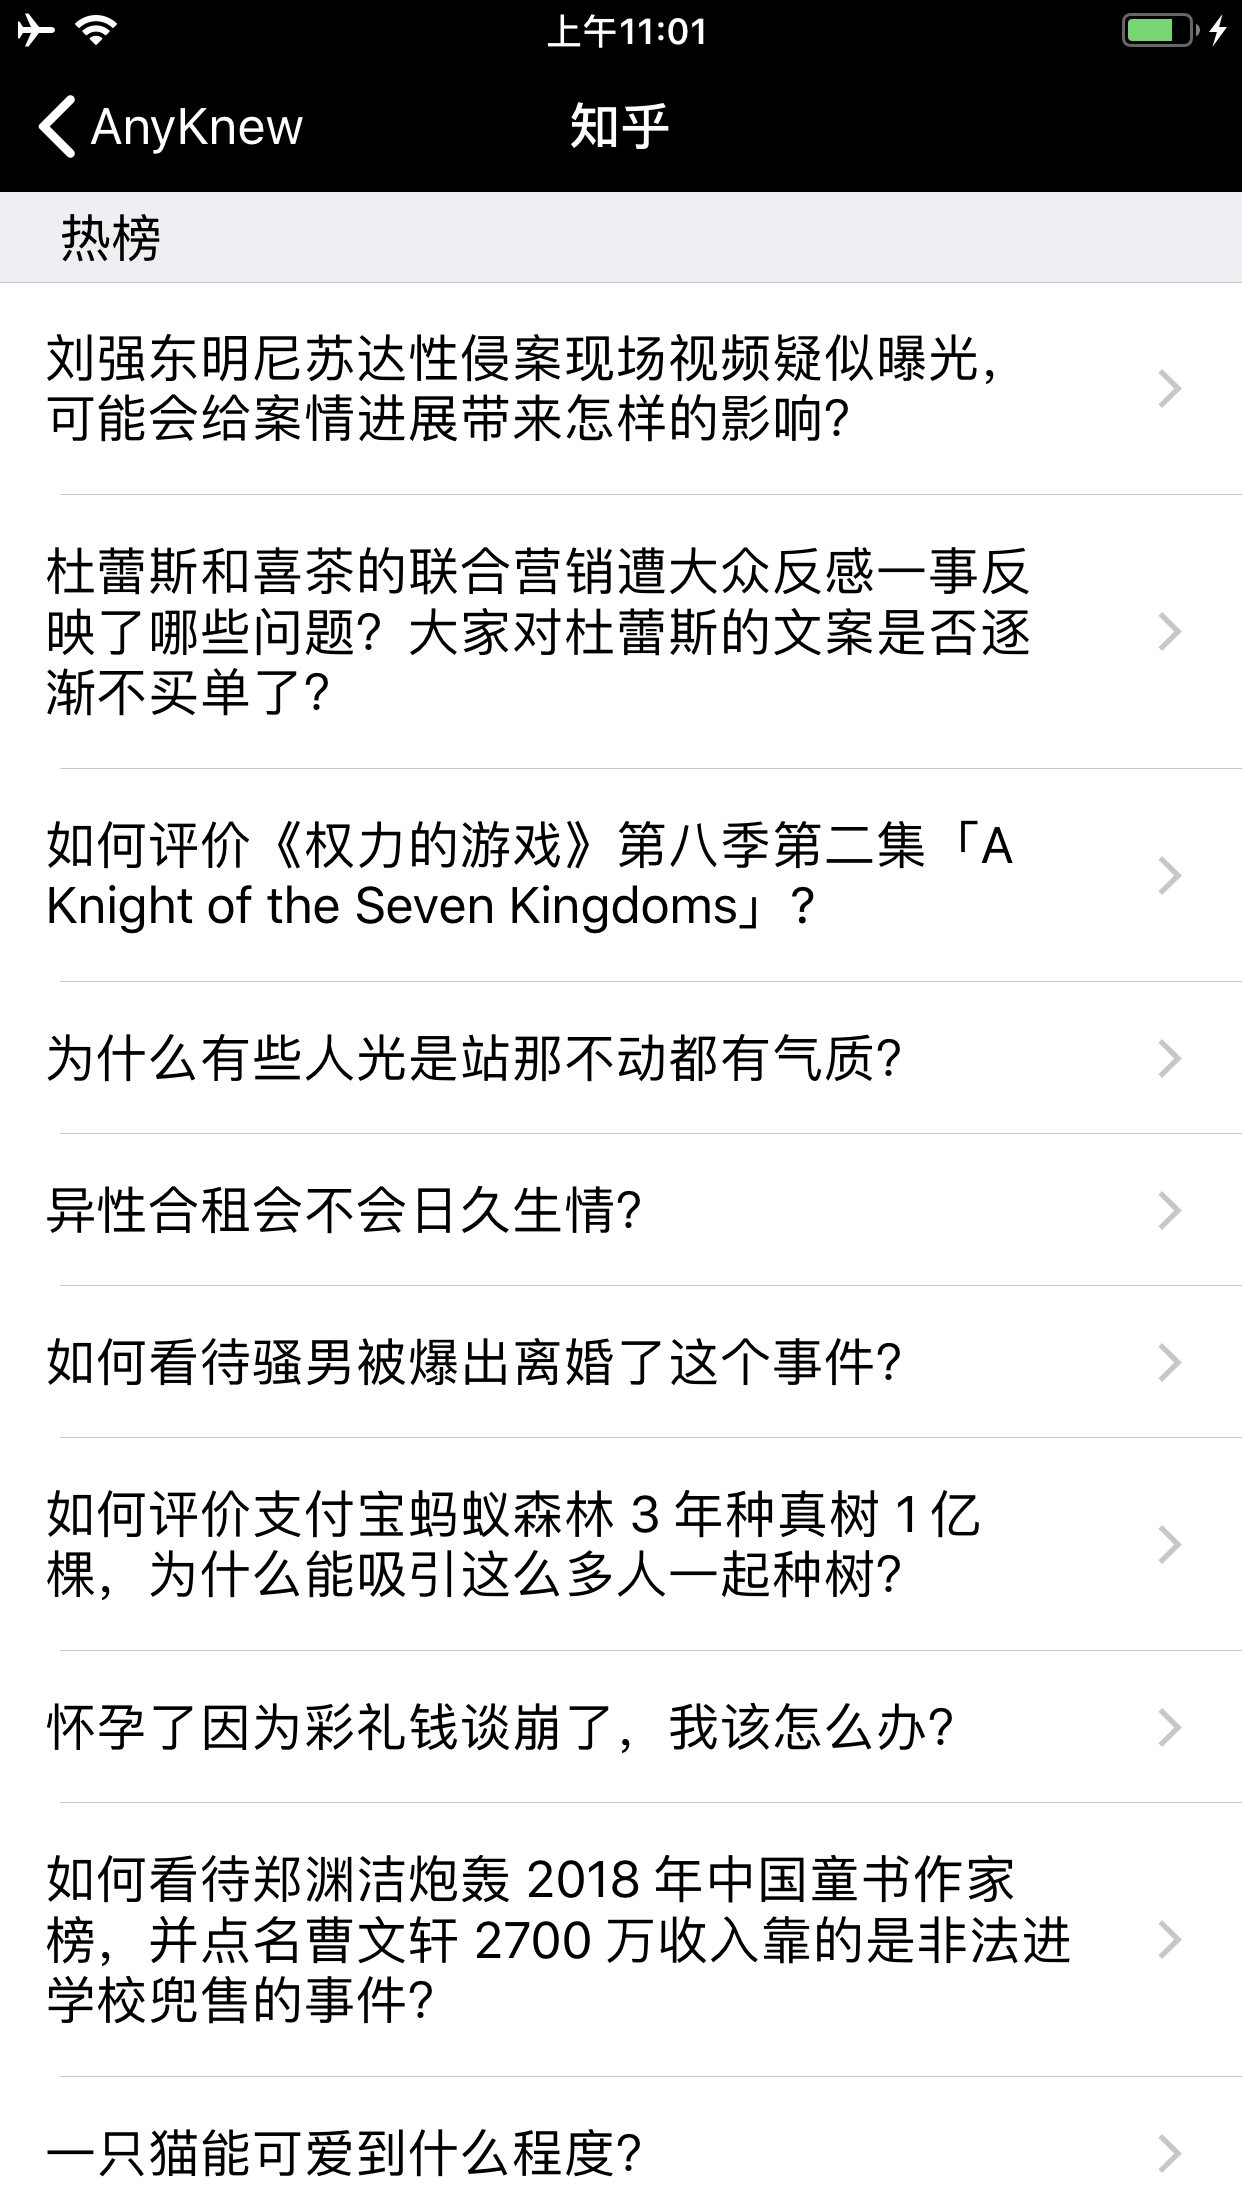 上午11:01
AnyKnew
知乎
热榜
刘强东明尼苏达性侵案现场视频疑似曝光，
可能会给案情进展带来怎样的影响?
杜蕾斯和喜茶的联合营销遭大众反感一事反
映了哪些问题？大家对杜蕾斯的文案是否逐
渐不买单了?
如何评价《权力的游戏》第八季第二集「A
Knight of the Seven Kingdoms」?
为什么有些人光是站那不动都有气质?
异性合租会不会日久生情?
如何看待骚男被爆出离婚了这个事件?
如何评价支付宝蚂蚁森林 3 年种真树 1 亿
棵，为什么能吸引这么多人一起种树?
怀孕了因为彩礼钱谈崩了，我该怎么办?
如何看待郑渊洁炮轰 2018 年中国童书作家
榜，并点名曹文轩 2700 万收入靠的是非法进
学校兜售的事件?
一只猫能可爱到什么程度?